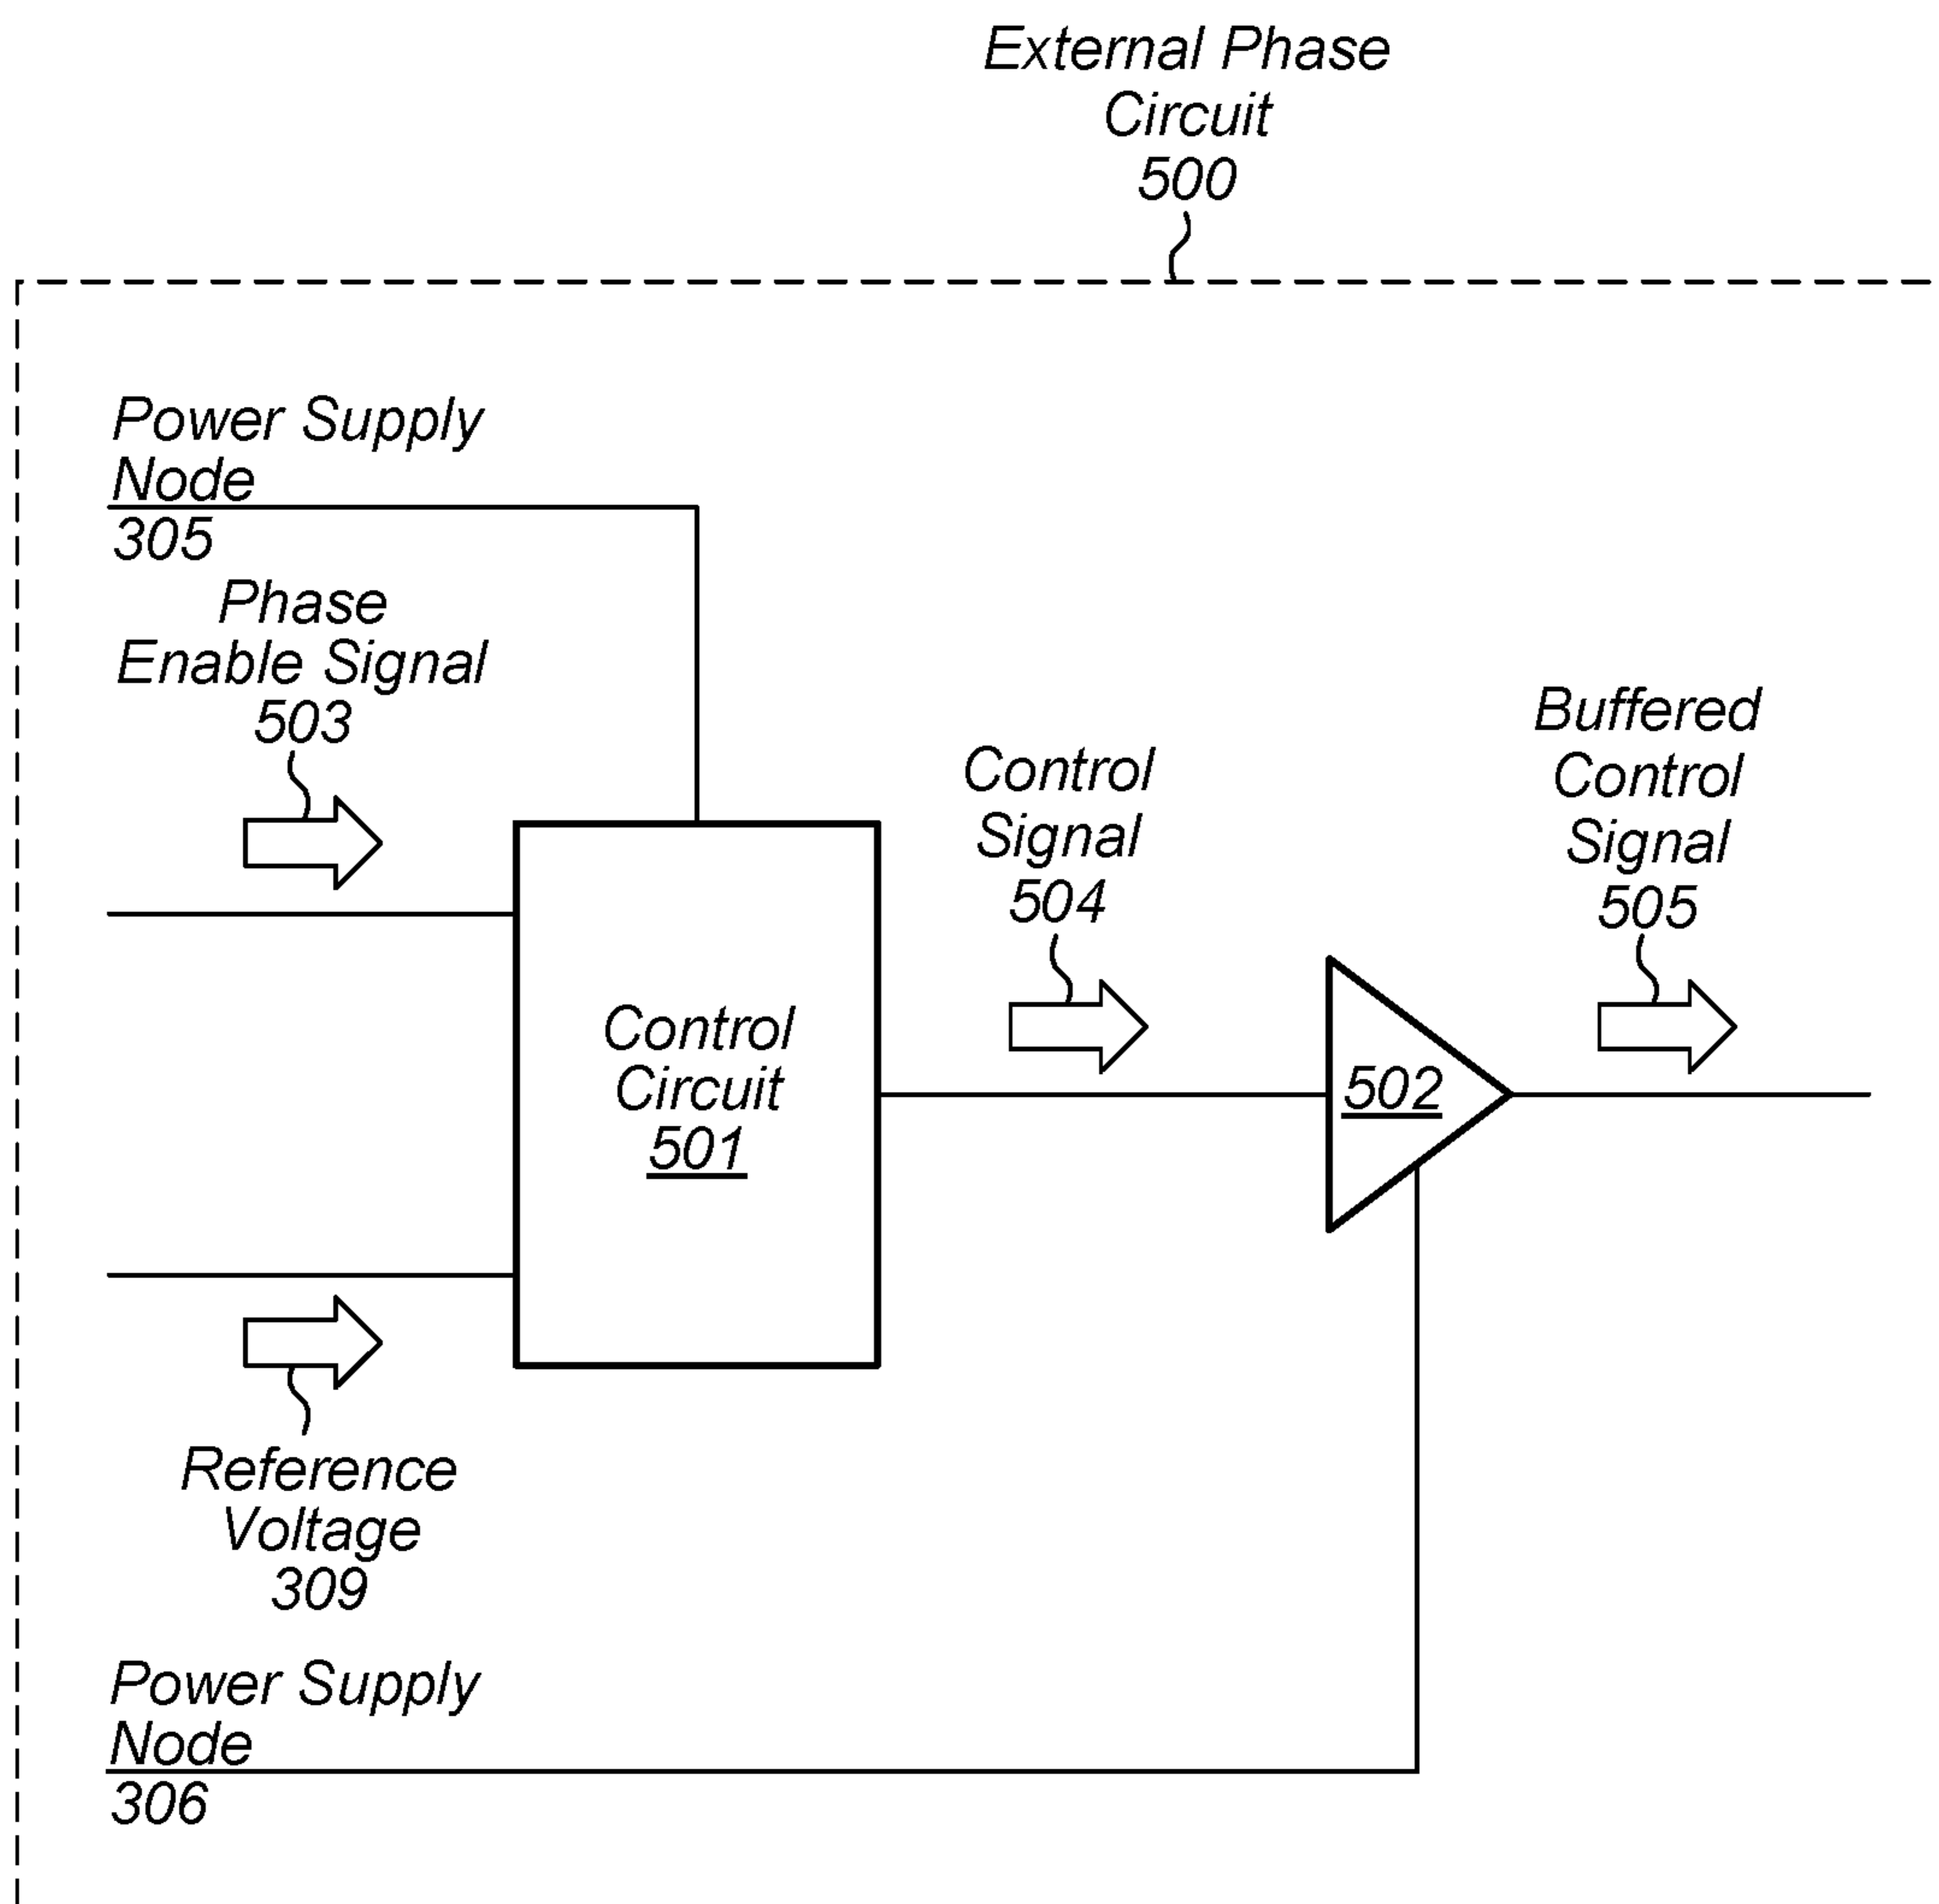 External Phase
Circuit
500
Power Supply
Node
305
Phase
Enable Signal
503
Control
Signal
504
Buffered
Control
Signal
505
Control
Circuit
501
502
Reference
Voltage
309
Power Supply
Node
306